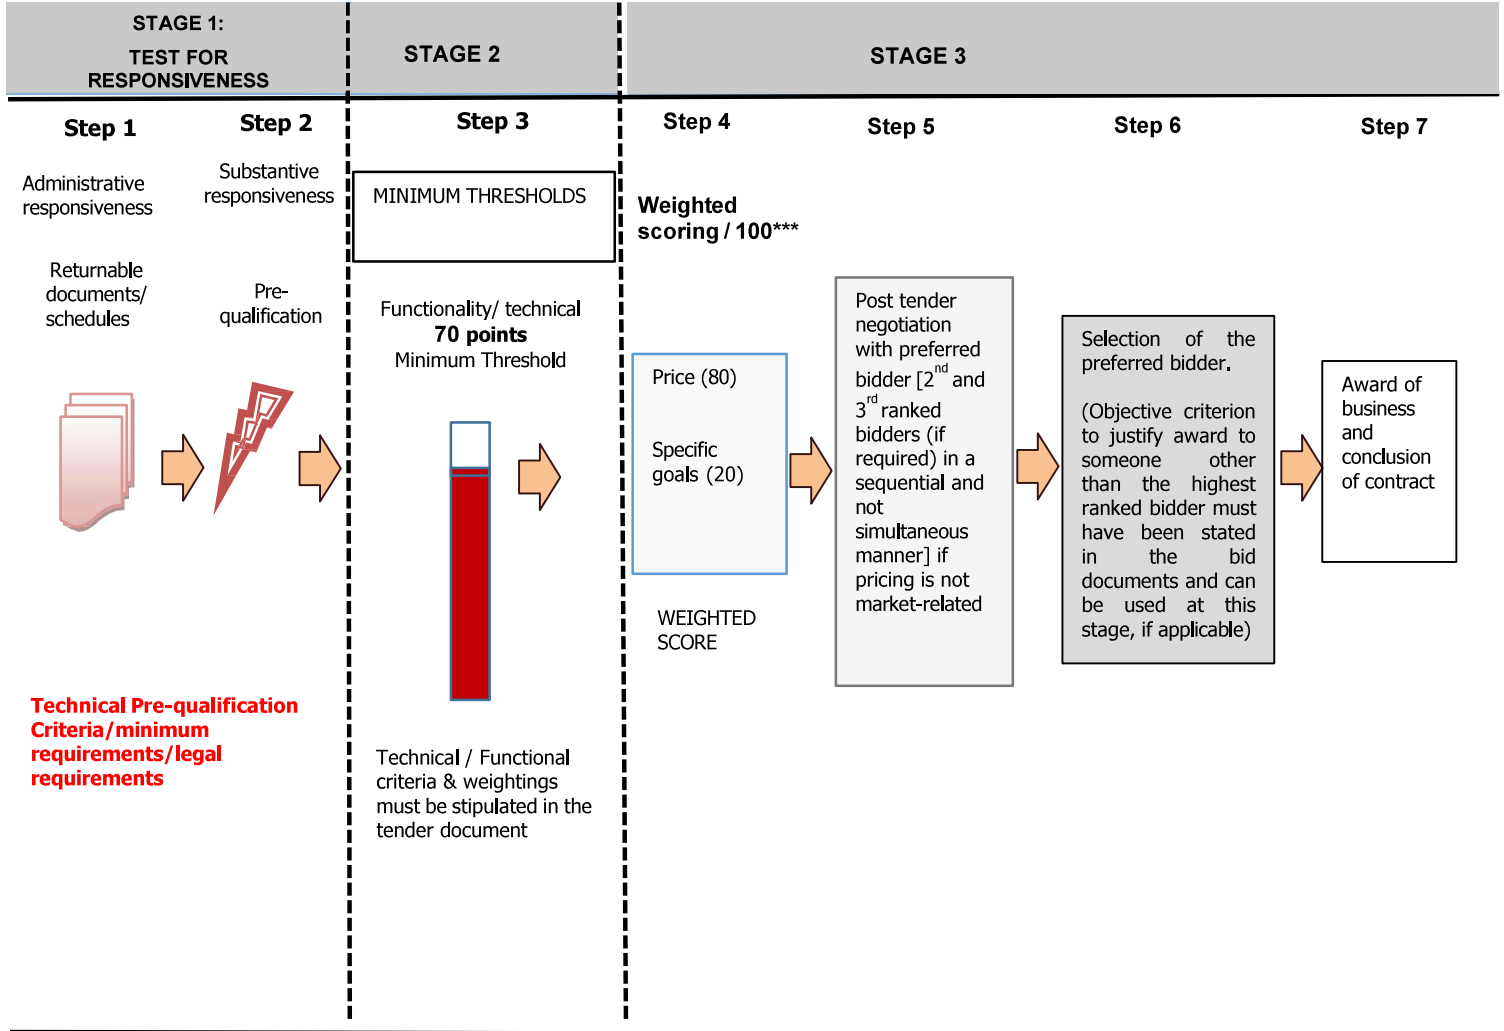 STAGE 1:
TEST FOR
RESPONSIVENESS
STAGE 2
STAGE 3
Step 1
Step 2
Step 3
Step 4
Step 5
Step 6
Step 7
Administrative
responsiveness
Returnable
documents/
schedules
Substantive
responsiveness
Pre-
qualification
Technical Pre-qualification
Criteria/minimum
requirements/legal
requirements
MINIMUM THRESHOLDS
Functionality/ technical
70 points
Minimum Threshold
Technical / Functional
criteria & weightings
must be stipulated in the
tender document
Weighted
scoring / 100***
Price (80)
Specific
goals (20)
WEIGHTED
SCORE
Post tender
negotiation
with preferred
bidder [2nd and
3rd ranked
bidders (if
required) in a
sequential and
not
simultaneous
manner] if
pricing is not
market-related
Selection of the
preferred bidder.
(Objective criterion
to justify award to
someone other
than the highest
ranked bidder must
have been stated
in the bid
documents and can
be used at this
stage, if applicable)
Award of
business
and
conclusion
of contract